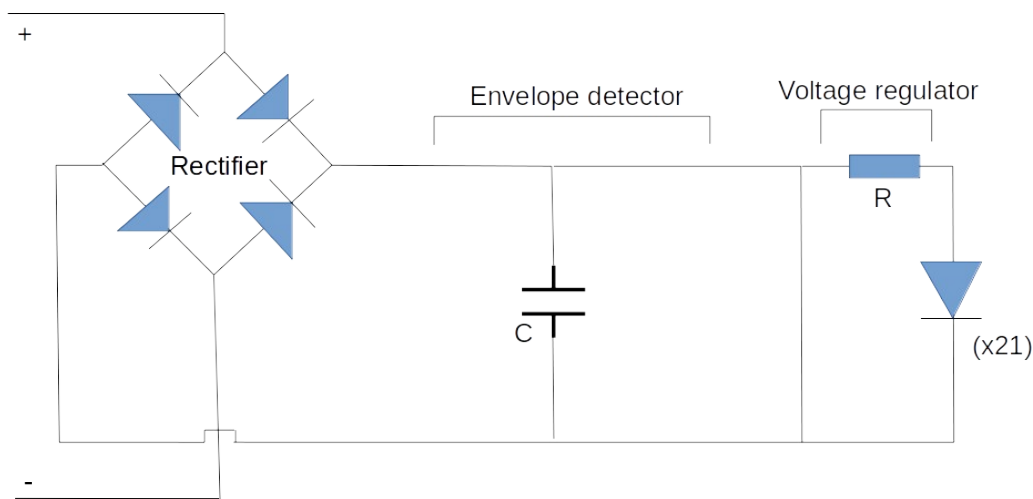 +
Envelope detector
Voltage regulator
Rectifier
R
C
(x21)
-